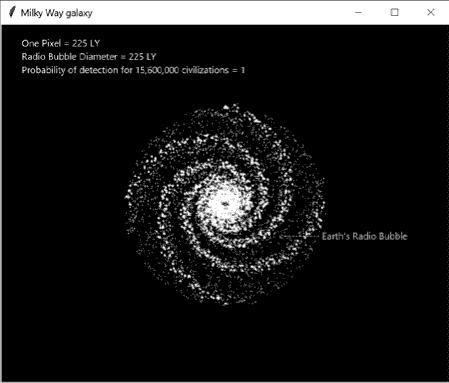 Milky Way galaxy
One Pixel = 225 LY
Radio Bubble Diameter = 225 LY
Probability of detection for 15,600,000 civilizations = 1
Earth's Radio Bubble